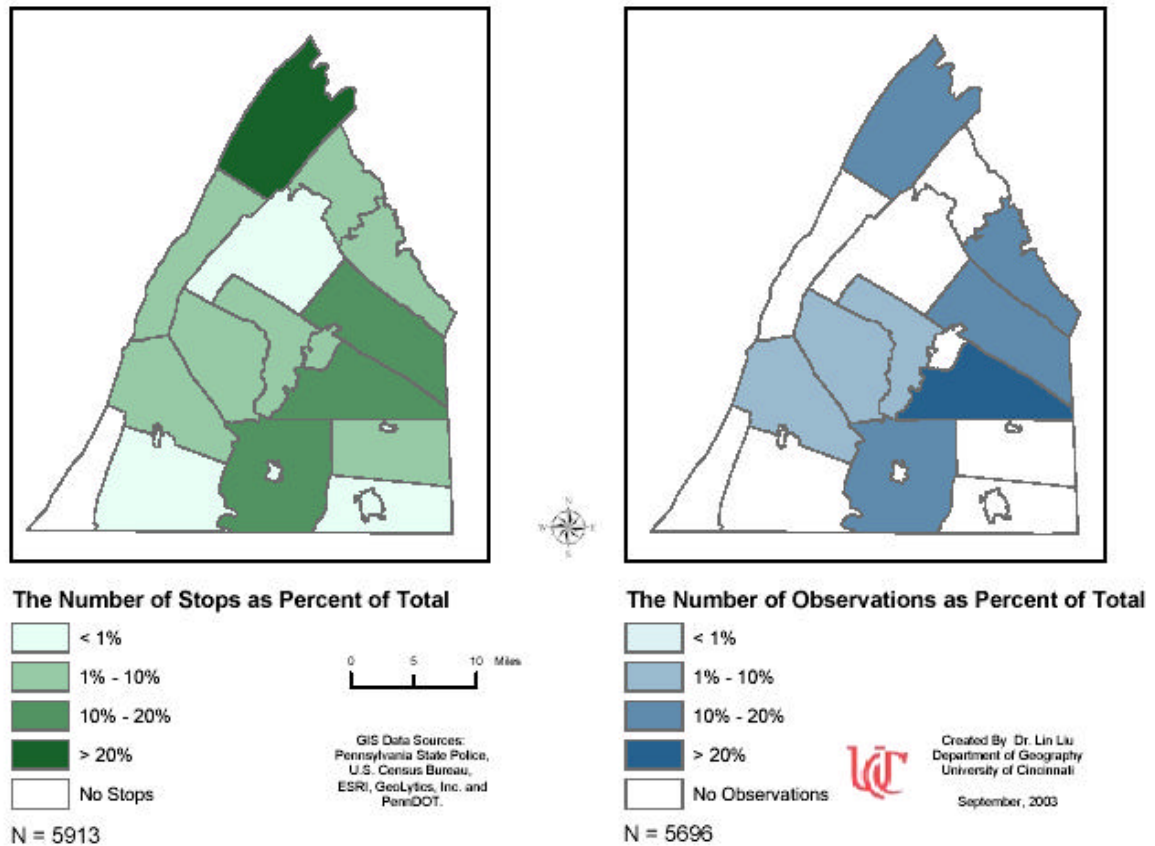 N
W E
S
The Number of Stops as Percent of Total
< 1%
1% - 10%
10% - 20%
> 20%
No Stops
N = 5913
0 5 10 Miles
GIS Data Sources:
Pennsylvania State Police,
U.S. Census Bureau,
ESRI, GeoLytics, Inc. and
PennDOT.
The Number of Observations as Percent of Total
< 1%
1% - 10%
10% - 20%
> 20%
No Observations
N = 5696
UC
Created By Dr. Lin Liu
Department of Geography
University of Cincinnati
September, 2003